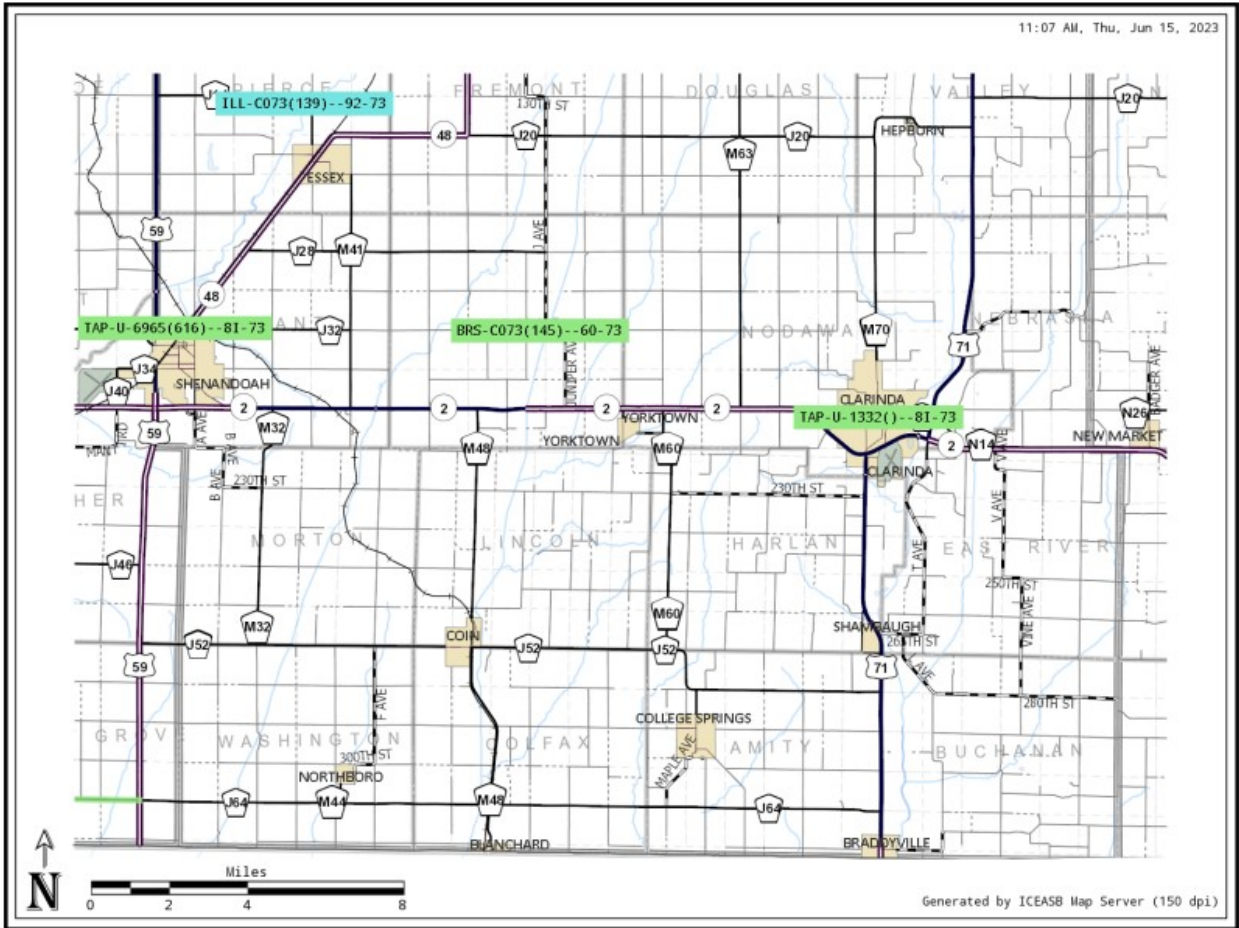 11:07 AM, Thu, Jun 15, 2023
PIERCE
FREMONT
DOUGLAS
VALLEY
ILL-C073(139)--92-73
130TH ST
J20
48
J20
M63
J20
HEPBURN
ESSEX
59
J28
M41
J AVE
48
TAP-U-6965(616)--8I-73
J32
BRS-C073(145)--60-73
NODAWA
M70
NEBRASKA
71
J34
J40
SHENANDOAH
JUNIPER AV
BADGER AVE
CLARINDA
2
2
2
2
TAP-U-1332()--8I-73
YORKTOWN
N26
59
A AVE
M32
M48
YORKTOWN
M60
2
N14
V AVE
NEW MARKET
B AVE
CLARINDA
B AVE
230TH ST
230TH ST
V AVE
HER
MORTON
LINCOLN
HARLAN
EAST RIVER
T AVE
J46
250TH ST
VINE AVE
M32
M60
COIN
SHAMBAUGH
J52
J52
J52
59
71
F AVE
280TH ST
COLLEGE SPRINGS
GROVE
WASHINGTON
COLFAX
AMITY
BUCHANAN
MAPLE AVE
300TH ST
NORTHBORO
J64
M44
M48
J64
BLANCHARD
BRADDYVILLE
N
Miles
0 2 4 8
Generated by ICEASB Map Server (150 dpi)